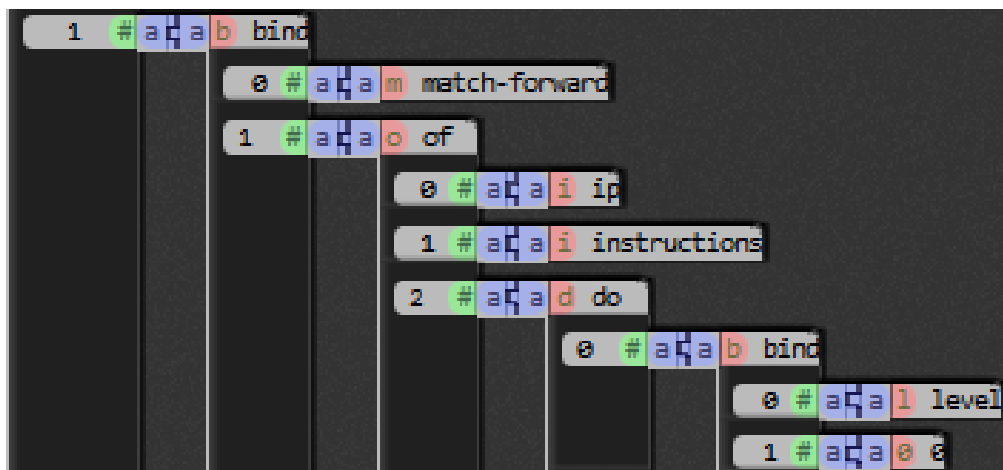 1 # a a b bind
0 # a a m match-forward
1 # a a o of
0 # a a i ip
1 # a a i instructions
2 # a a d do
0 # a a b bind
0 # a a l level
1 # a a 0 0